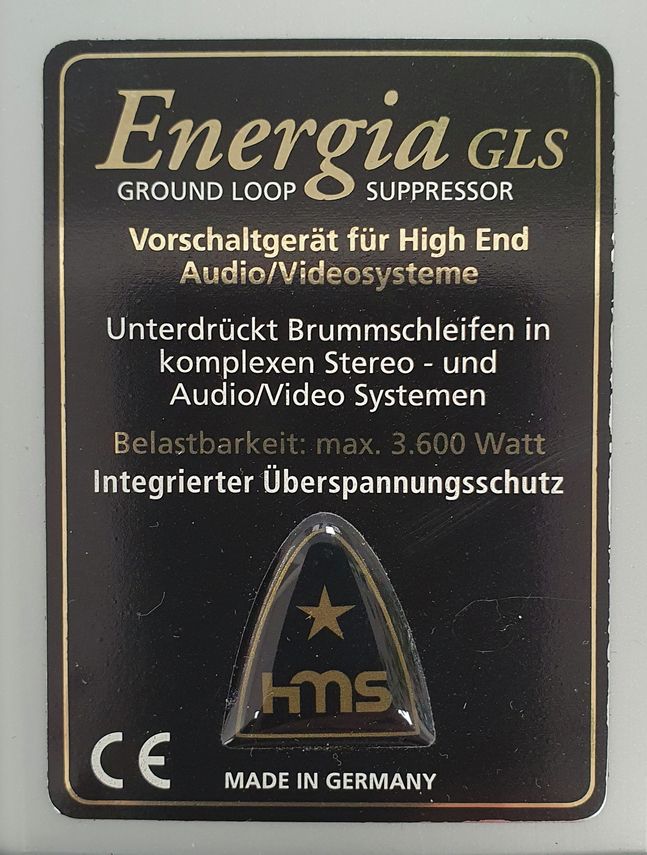 Energia GLS
GROUND LOOP SUPPRESSOR
Vorschaltgerät für High End
Audio/Videosysteme
Unterdrückt Brummschleifen in
komplexen Stereo - und
Audio/Video Systemen
Belastbarkeit: max. 3.600 Watt
Integrierter Überspannungsschutz
hms
CE
MADE IN GERMANY